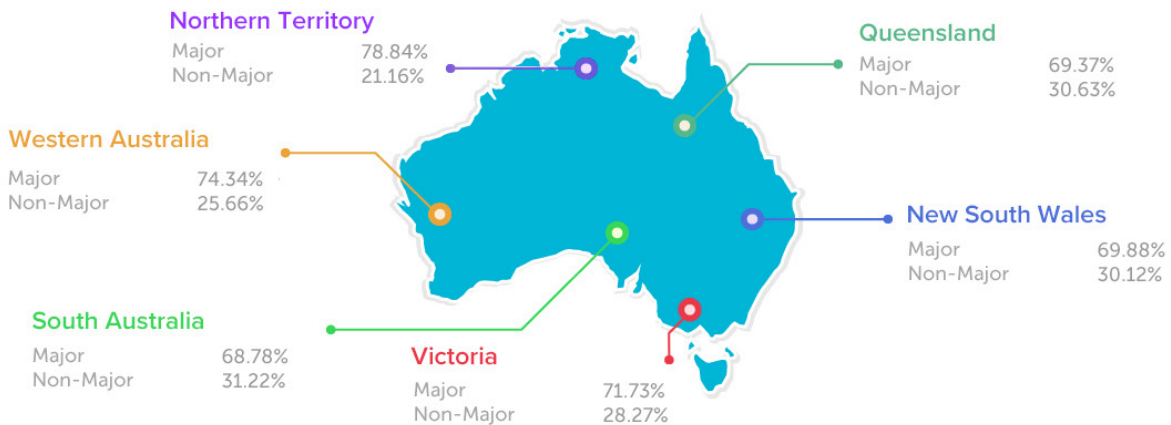 Northern Territory
Major 78.84%
Non-Major 21.16%
Queensland
Major 69.37%
Non-Major 30.63%
Western Australia
Major 74.34%
Non-Major 25.66%
New South Wales
Major 69.88%
Non-Major 30.12%
South Australia
Major 68.78%
Non-Major 31.22%
Victoria
Major 71.73%
Non-Major 28.27%